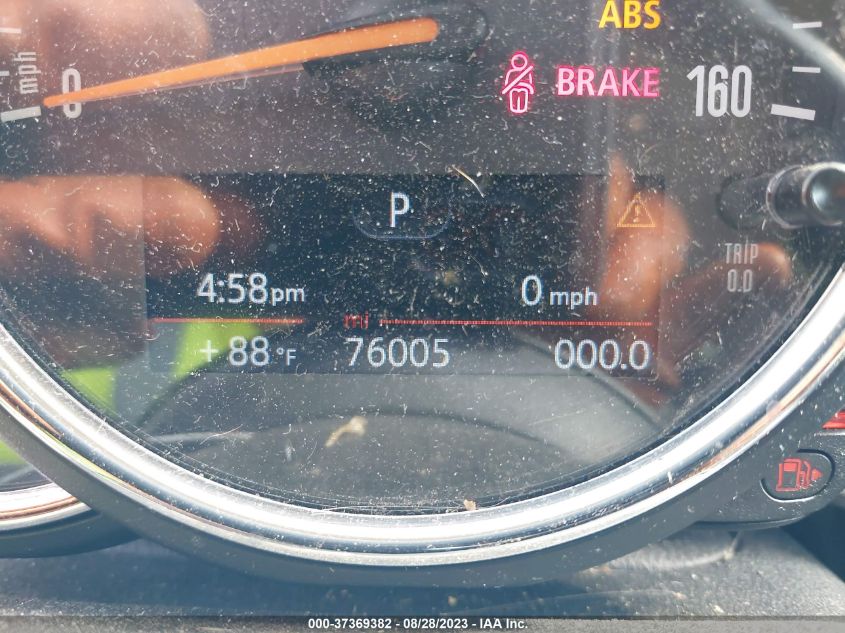 ABS
mph
0
BRAKE
160
P
TRIP
0.0
4:58pm
0 mph
mi
+88 °F
76005
000.0
000-37369382 - 08/28/2023 - IAA Inc.